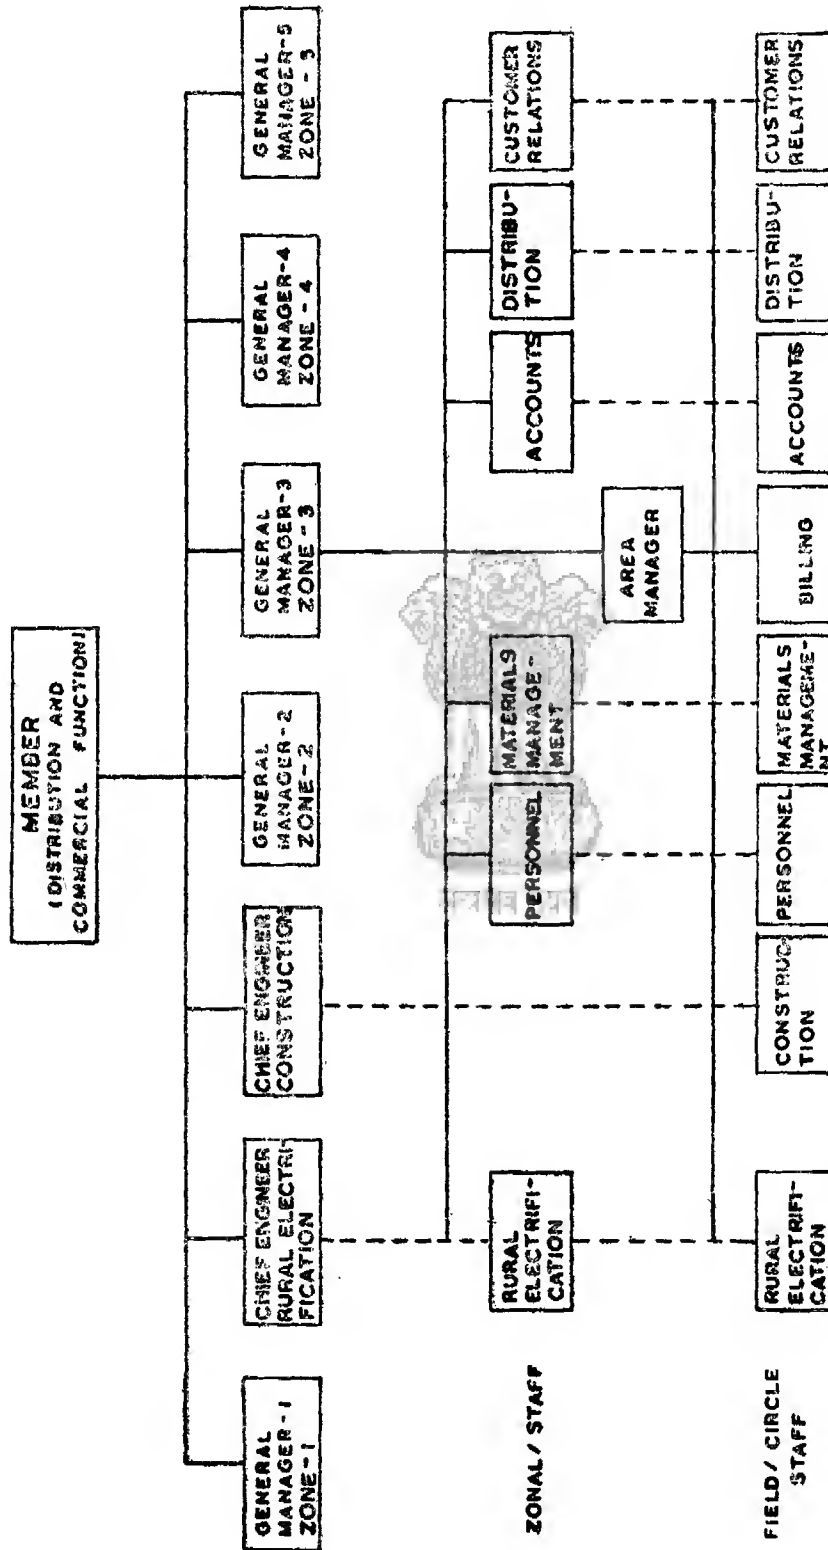 MEMBER
(DISTRIBUTION AND
COMMERCIAL FUNCTION)
GENERAL
MANAGER-1
ZONE-1
CHIEF ENGINEER
RURAL ELECTRI-
FICATION
CHIEF ENGINEER
CONSTRUCTION
GENERAL
MANAGER-2
ZONE-2
GENERAL
MANAGER-3
ZONE-3
GENERAL
MANAGER-4
ZONE-4
GENERAL
MANAGER-5
ZONE-5
ZONAL/STAFF
RURAL
ELECTRIFI-
CATION
PERSONNEL
MATERIALS
MANAGE-
MENT
ACCOUNTS
DISTRIBU-
TION
CUSTOMER
RELATIONS
AREA
MANAGER
FIELD/CIRCLE
STAFF
RURAL
ELECTRIFI-
CATION
CONSTRUC-
TION
PERSONNEL
MATERIALS
MANAGEME-
NT
BILLING
ACCOUNTS
DISTRIBU-
TION
CUSTOMER
RELATIONS